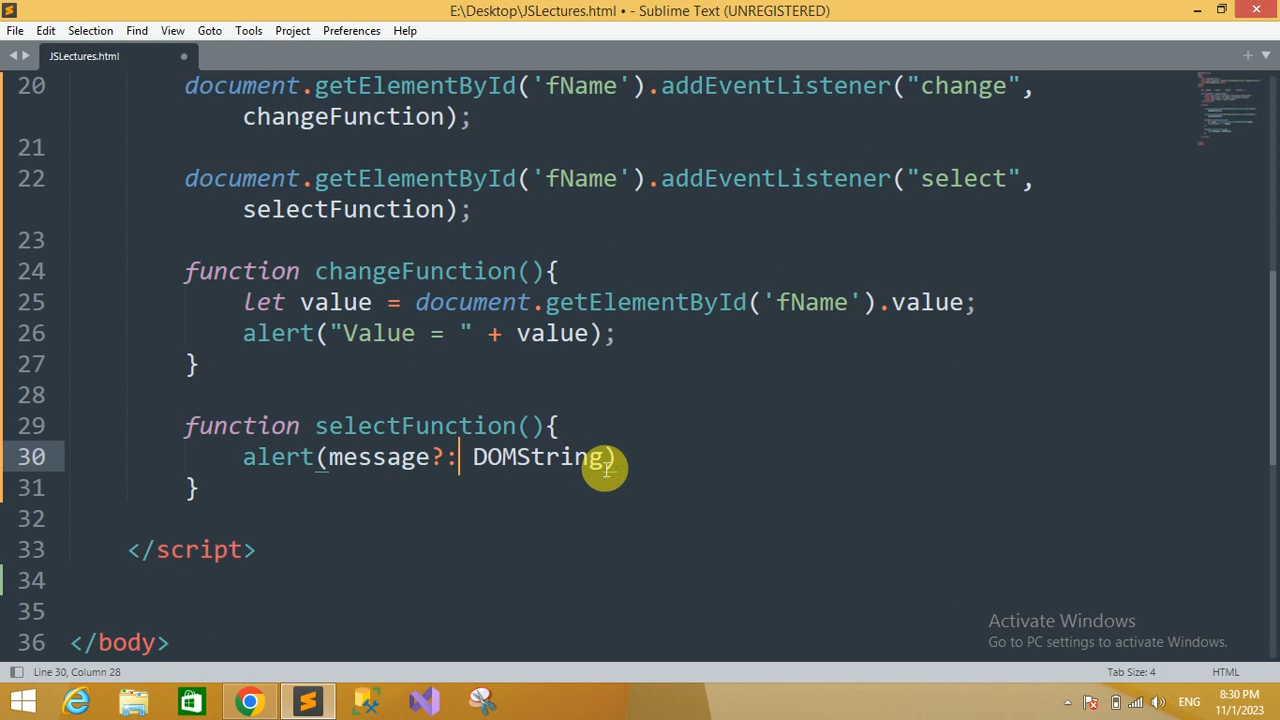 E:\Desktop\JSLectures.html • - Sublime Text (UNREGISTERED)
File Edit Selection Find View Goto Tools Project Preferences Help
JSLectures.html
20 document.getElementById('fName').addEventListener("change",
changeFunction);
21
22 document.getElementById('fName').addEventListener("select",
selectFunction);
23
24 function changeFunction(){
25 let value = document.getElementById('fName').value;
26 alert("Value = " + value);
27 }
28
29 function selectFunction(){
30 alert(message?: DOMString)
31 }
32
33 </script>
34
35
36 </body>
Activate Windows
Go to PC settings to activate Windows.
Line 30, Column 28 Tab Size: 4 HTML
ENG
8:30 PM
11/1/2023